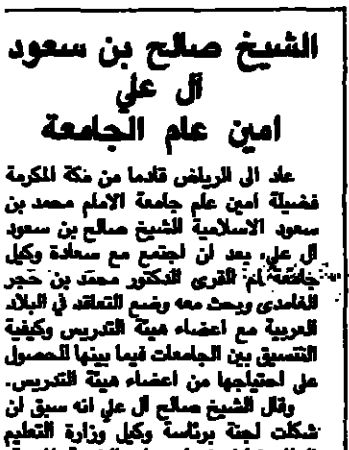 الشيخ صالح بن سعود
آل علي
امين عام الجامعة
عاد الى الرياض قادما من مكة المكرمة
فضيلة امين عام جامعة الامام محمد بن
سعود الاسلامية الشيخ صالح بن سعود
آل علي، بعد ان اجتمع مع سعادة وكيل
جامعة ام القرى الدكتور محمد بن حجر
الغامدى وبحث معه وضع التعاقد في البلاد
العربية مع اعضاء هيئة التدريس وكيفية
التنسيق بين الجامعات فيما بينها للحصول
على احتياجها من اعضاء هيئة التدريس.
وقال الشيخ صالح آل علي انه سبق ان
شكلت لجنة برئاسة وكيل وزارة التعليم